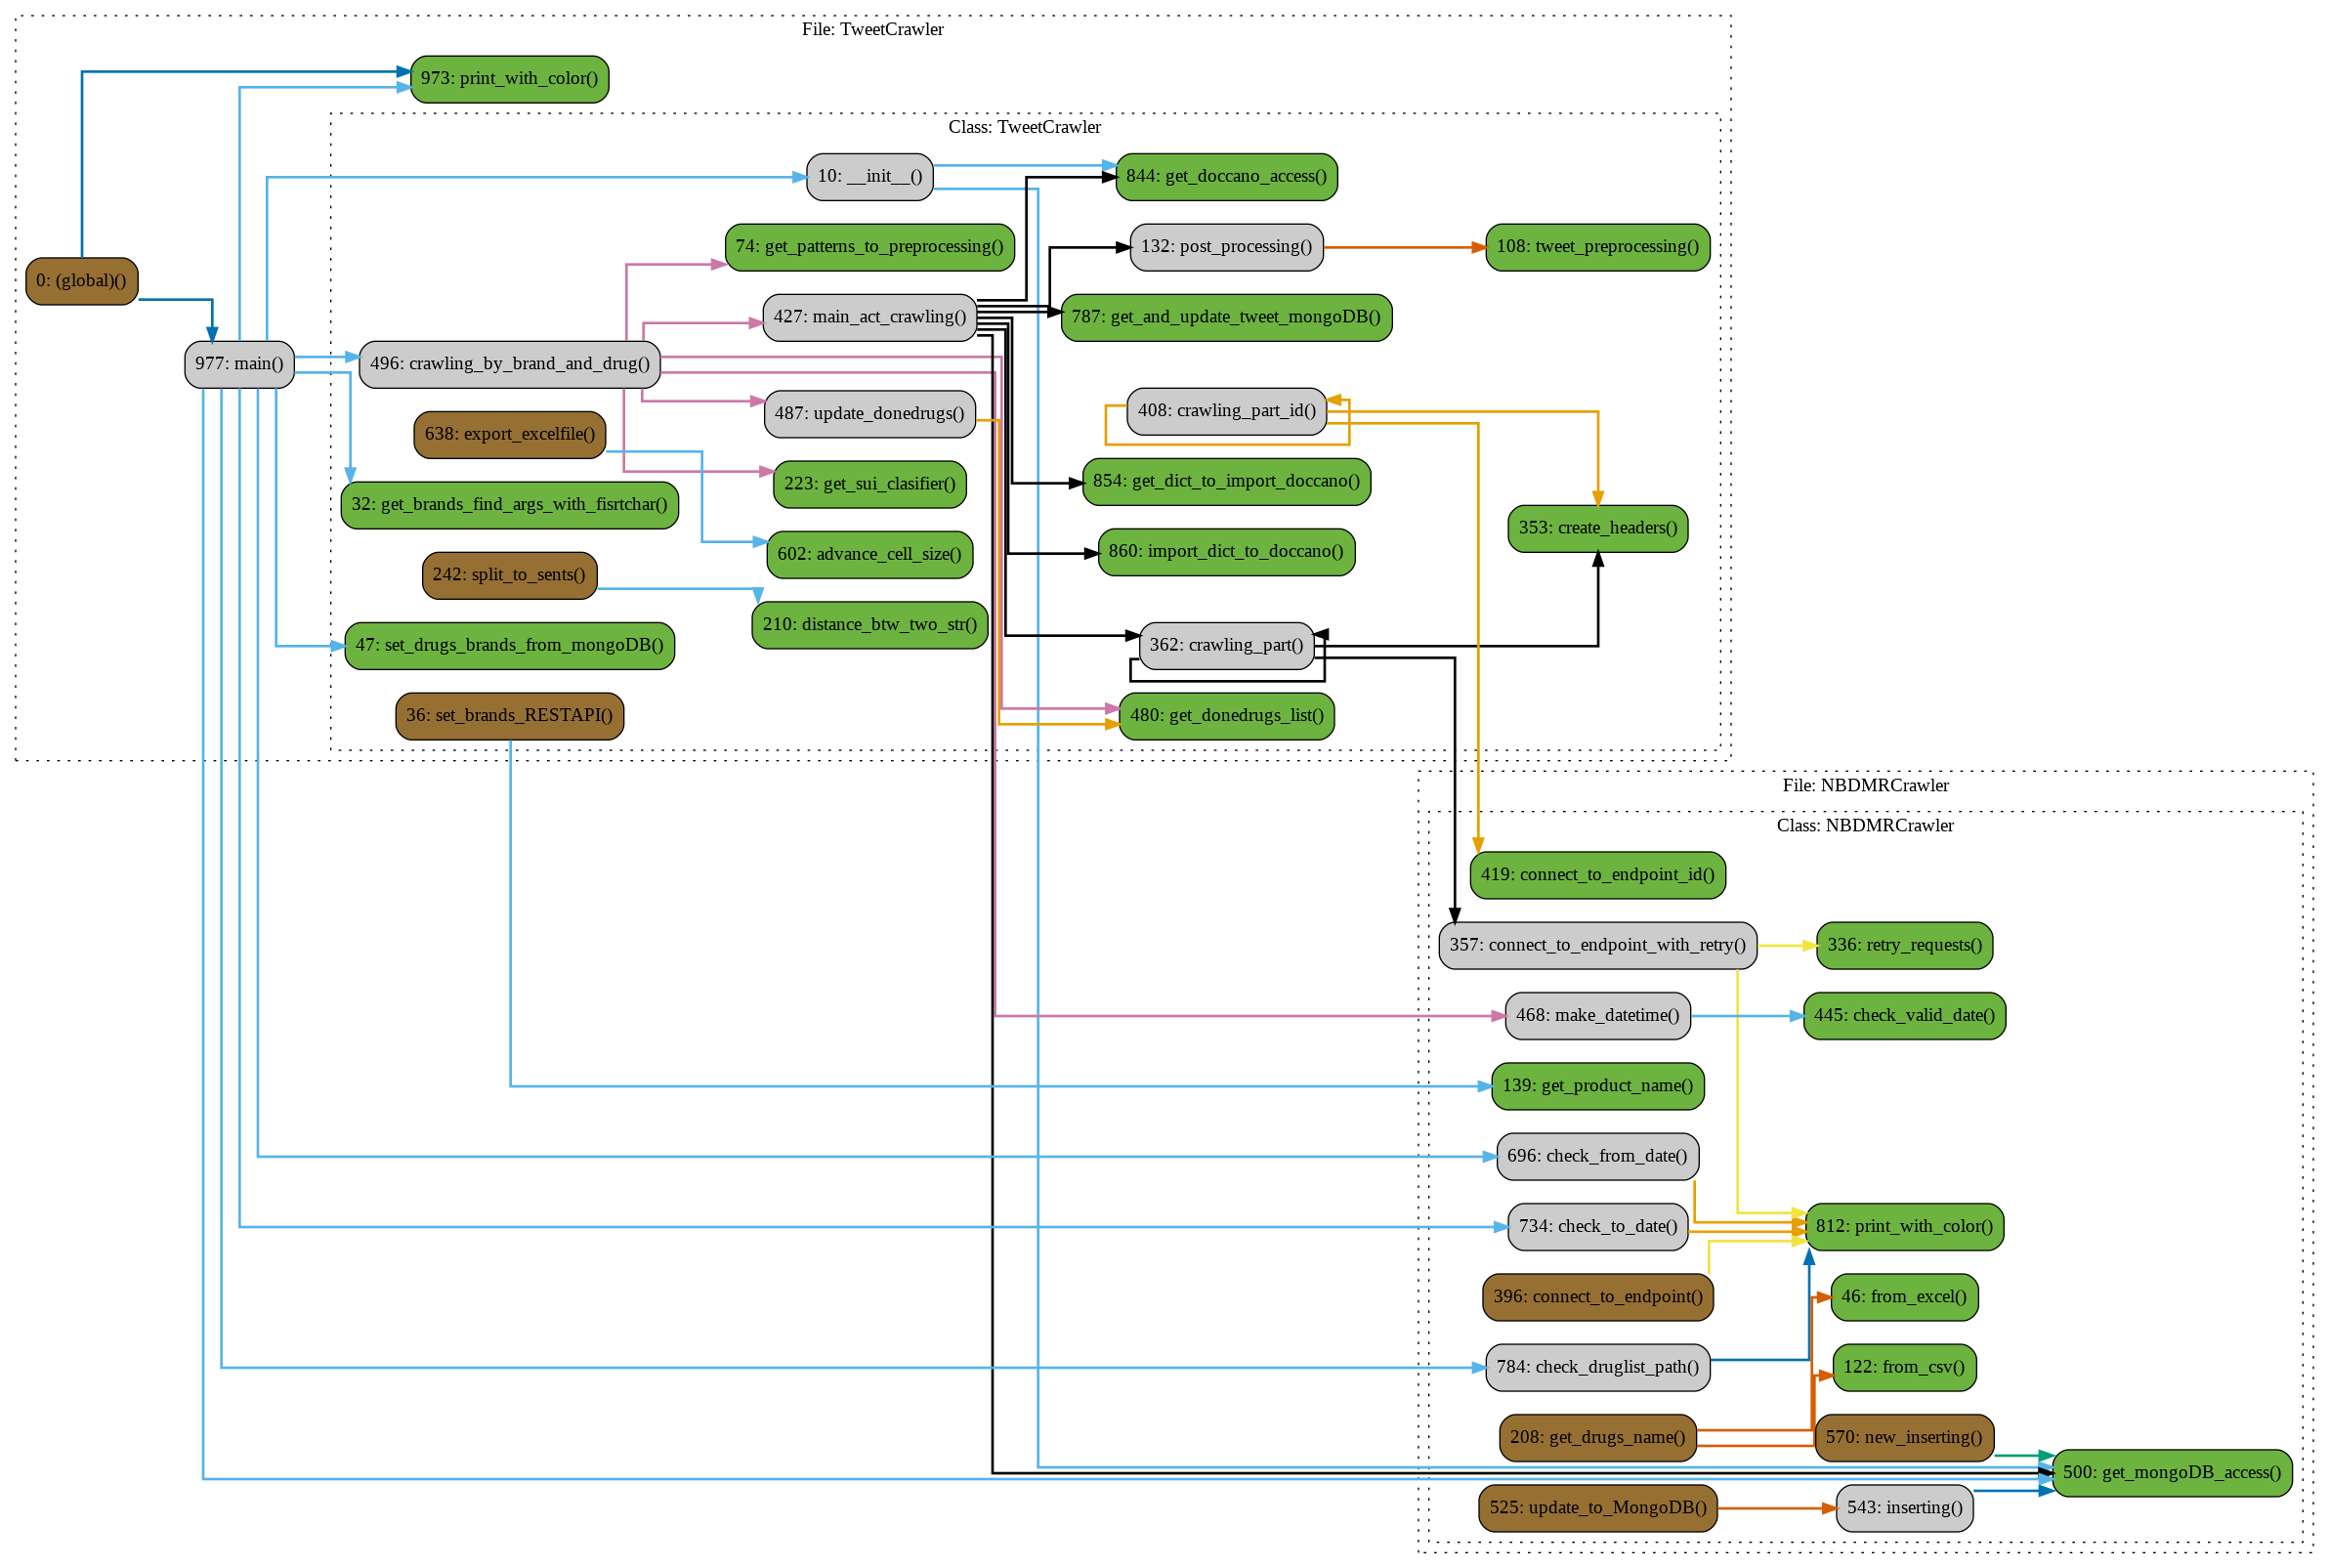 File: TweetCrawler
973: print_with_color()
Class: TweetCrawler
10: __init__()
844: get_doccano_access()
74: get_patterns_to_preprocessing()
132: post_processing()
108: tweet_preprocessing()
0: (global)()
427: main_act_crawling()
787: get_and_update_tweet_mongoDB()
977: main()
496: crawling_by_brand_and_drug()
487: update_donedrugs()
408: crawling_part_id()
638: export_excelfile()
223: get_sui_clasifier()
854: get_dict_to_import_doccano()
32: get_brands_find_args_with_fisrtchar()
353: create_headers()
602: advance_cell_size()
860: import_dict_to_doccano()
242: split_to_sents()
210: distance_btw_two_str()
47: set_drugs_brands_from_mongoDB()
362: crawling_part()
36: set_brands_RESTAPI()
480: get_donedrugs_list()
File: NBDMRCrawler
Class: NBDMRCrawler
419: connect_to_endpoint_id()
357: connect_to_endpoint_with_retry()
336: retry_requests()
468: make_datetime()
445: check_valid_date()
139: get_product_name()
696: check_from_date()
734: check_to_date()
812: print_with_color()
396: connect_to_endpoint()
46: from_excel()
784: check_druglist_path()
122: from_csv()
208: get_drugs_name()
570: new_inserting()
500: get_mongoDB_access()
525: update_to_MongoDB()
543: inserting()